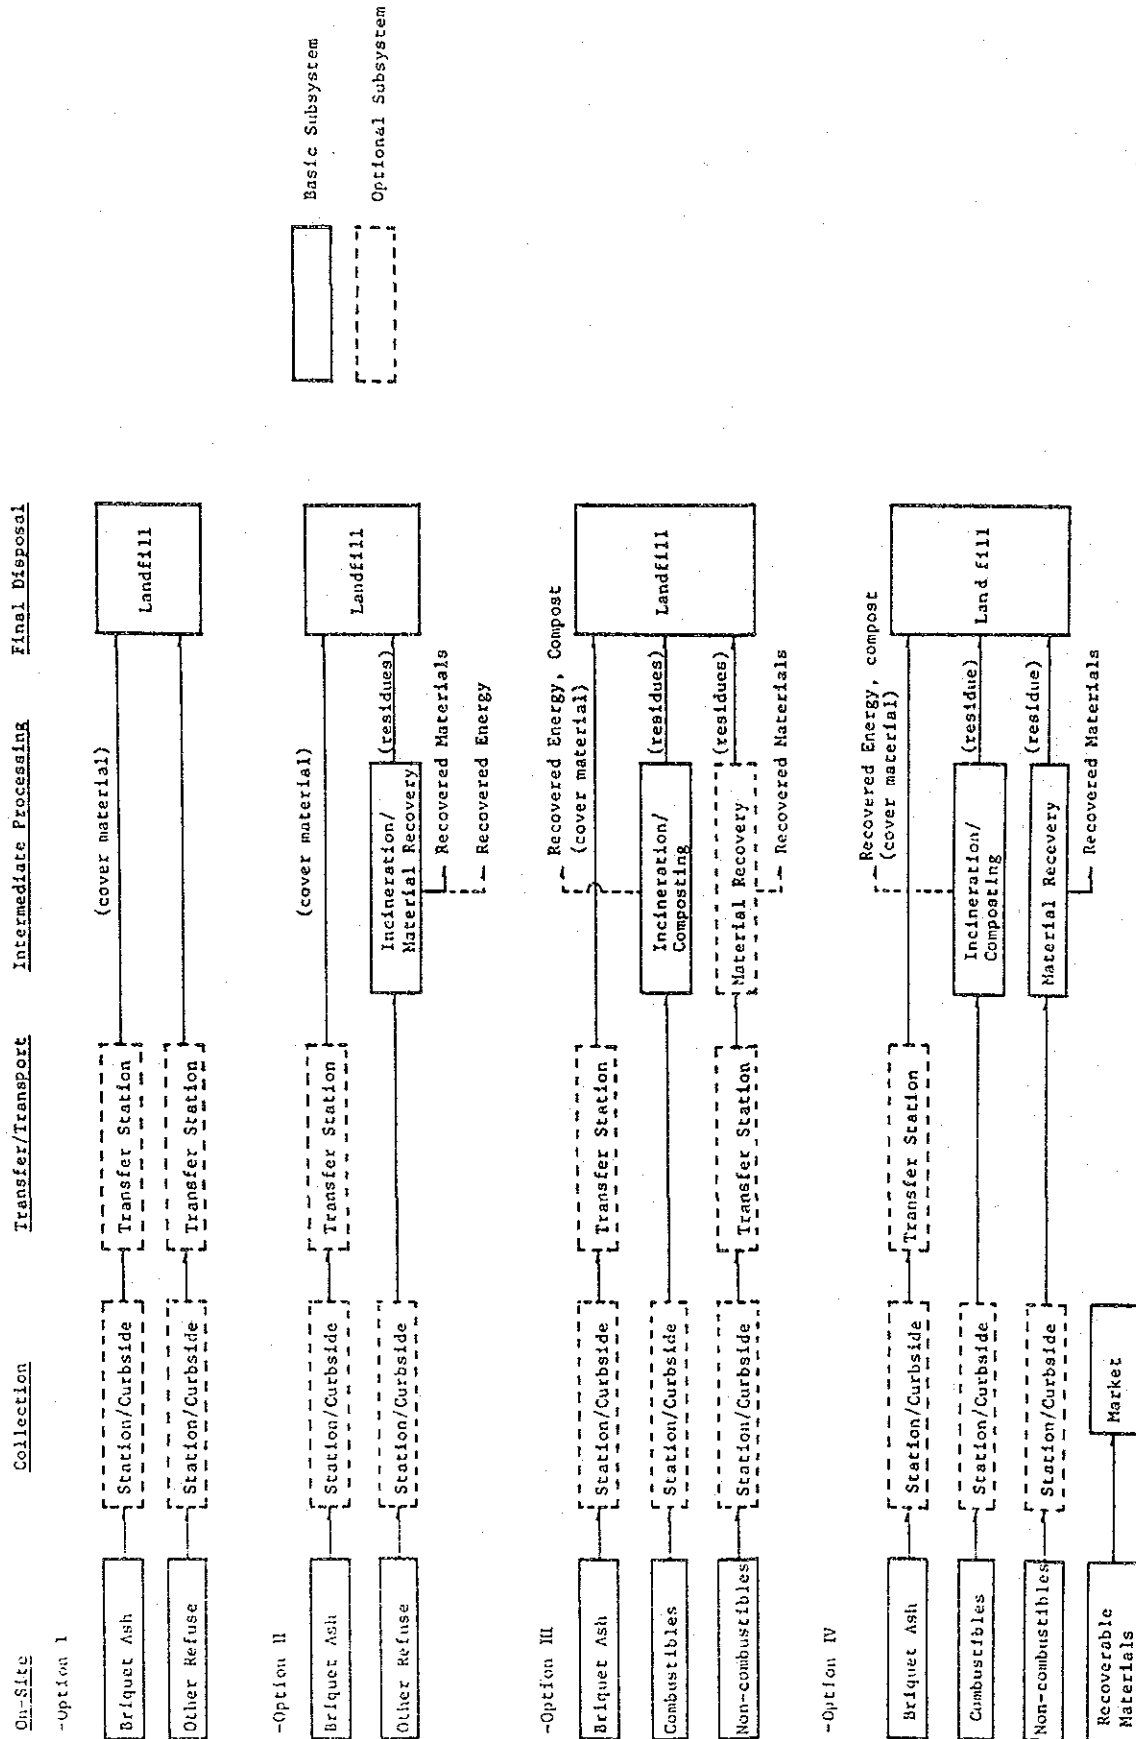 On-Site
Collection
Transfer/Transport
Intermediate Processing
Final Disposal
-Option I
Briquet Ash
Station/Curbside
Transfer Station
(cover material)
Landfill
Other Refuse
Station/Curbside
Transfer Station
-Option II
Briquet Ash
Station/Curbside
Transfer Station
(cover material)
Landfill
Other Refuse
Station/Curbside
Incineration/
Material Recovery
(residues)
Recovered Materials
Recovered Energy
Basic Subsystem
Optional Subsystem
-Option III
Recovered Energy, Compost
(cover material)
Briquet Ash
Station/Curbside
Transfer Station
Landfill
Combustibles
Station/Curbside
Incineration/
Composting
(residues)
Non-combustibles
Station/Curbside
Transfer Station
Material Recovery
(residues)
Recovered Materials
-Option IV
Recovered Energy, compost
(cover material)
Briquet Ash
Station/Curbside
Transfer Station
Land fill
Combustibles
Station/Curbside
Incineration/
Composting
(residue)
Non-combustibles
Station/Curbside
Material Recevery
(residue)
Recovered Materials
Recoverable
Materials
Market